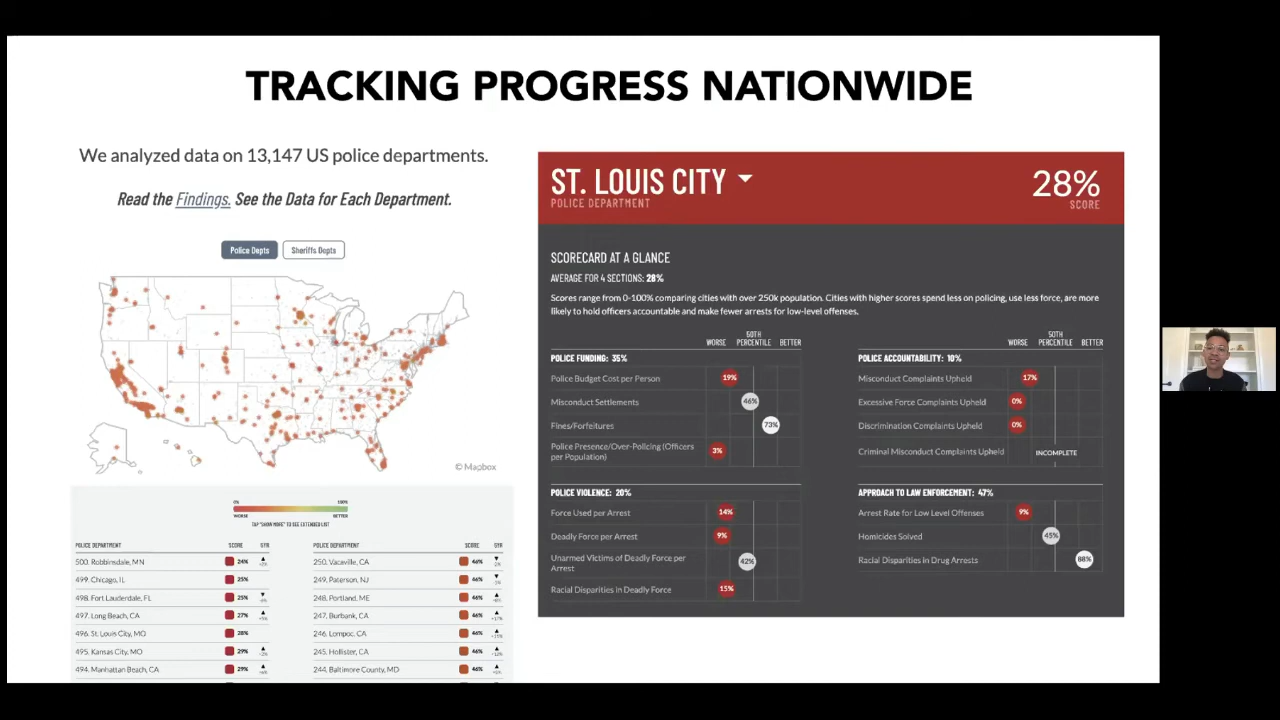 TRACKING PROGRESS NATIONWIDE
We analyzed data on 13,147 US police departments.
Read the Findings. See the Data for Each Department.
Police Depts
Sheriffs Depts
© Mapbox
0%
100%
WORSE
BETTER
TAP "SHOW MORE" TO SEE EXTENDED LIST
POLICE DEPARTMENT SCORE 5YR
500. Robbinsdale, MN 24%
499. Chicago, IL 25%
498. Fort Lauderdale, FL 25%
497. Long Beach, CA 27%
496. St. Louis City, MO 28%
495. Kansas City, MO 29%
494. Manhattan Beach, CA 29%
POLICE DEPARTMENT SCORE 5YR
250. Vacaville, CA 46%
249. Paterson, NJ 46%
248. Portland, ME 46%
247. Burbank, CA 46%
246. Lompoc, CA 46%
245. Hollister, CA 46%
244. Baltimore County, MD 46%
ST. LOUIS CITY
POLICE DEPARTMENT
28%
SCORE
SCORECARD AT A GLANCE
AVERAGE FOR 4 SECTIONS: 28%
Scores range from 0-100% comparing cities with over 250k population. Cities with higher scores spend less on policing, use less force, are more
likely to hold officers accountable and make fewer arrests for low-level offenses.
WORSE 50TH PERCENTILE BETTER
POLICE FUNDING: 35%
Police Budget Cost per Person 19%
Misconduct Settlements 46%
Fines/Forfeitures 73%
Police Presence/Over-Policing (Officers
per Population) 3%
POLICE VIOLENCE: 20%
Force Used per Arrest 14%
Deadly Force per Arrest 9%
Unarmed Victims of Deadly Force per
Arrest 42%
Racial Disparities in Deadly Force 15%
WORSE 50TH PERCENTILE BETTER
POLICE ACCOUNTABILITY: 10%
Misconduct Complaints Upheld 17%
Excessive Force Complaints Upheld 0%
Discrimination Complaints Upheld 0%
Criminal Misconduct Complaints Upheld INCOMPLETE
APPROACH TO LAW ENFORCEMENT: 47%
Arrest Rate for Low Level Offenses 9%
Homicides Solved 45%
Racial Disparities in Drug Arrests 88%